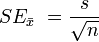 SE_x̄ = s/√n